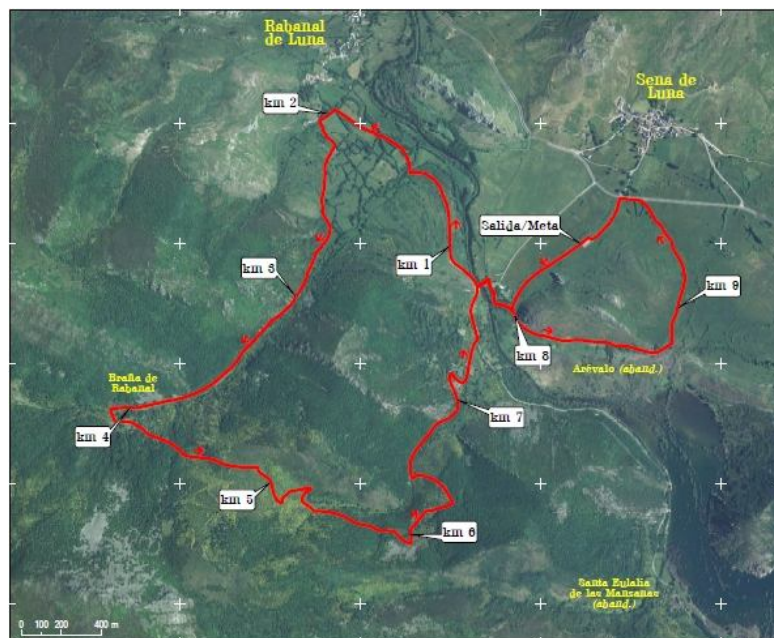 Rabanal
de Luna
km 2
Sena de
Luna
Salida/Meta
km 1
km 3
km 9
km 8
Arévalo (aband.)
Braña de
Rabanal
km 4
km 7
km 5
km 6
Santa Eulalia
de las Manzanas
(aband.)
0 100 200 400 m